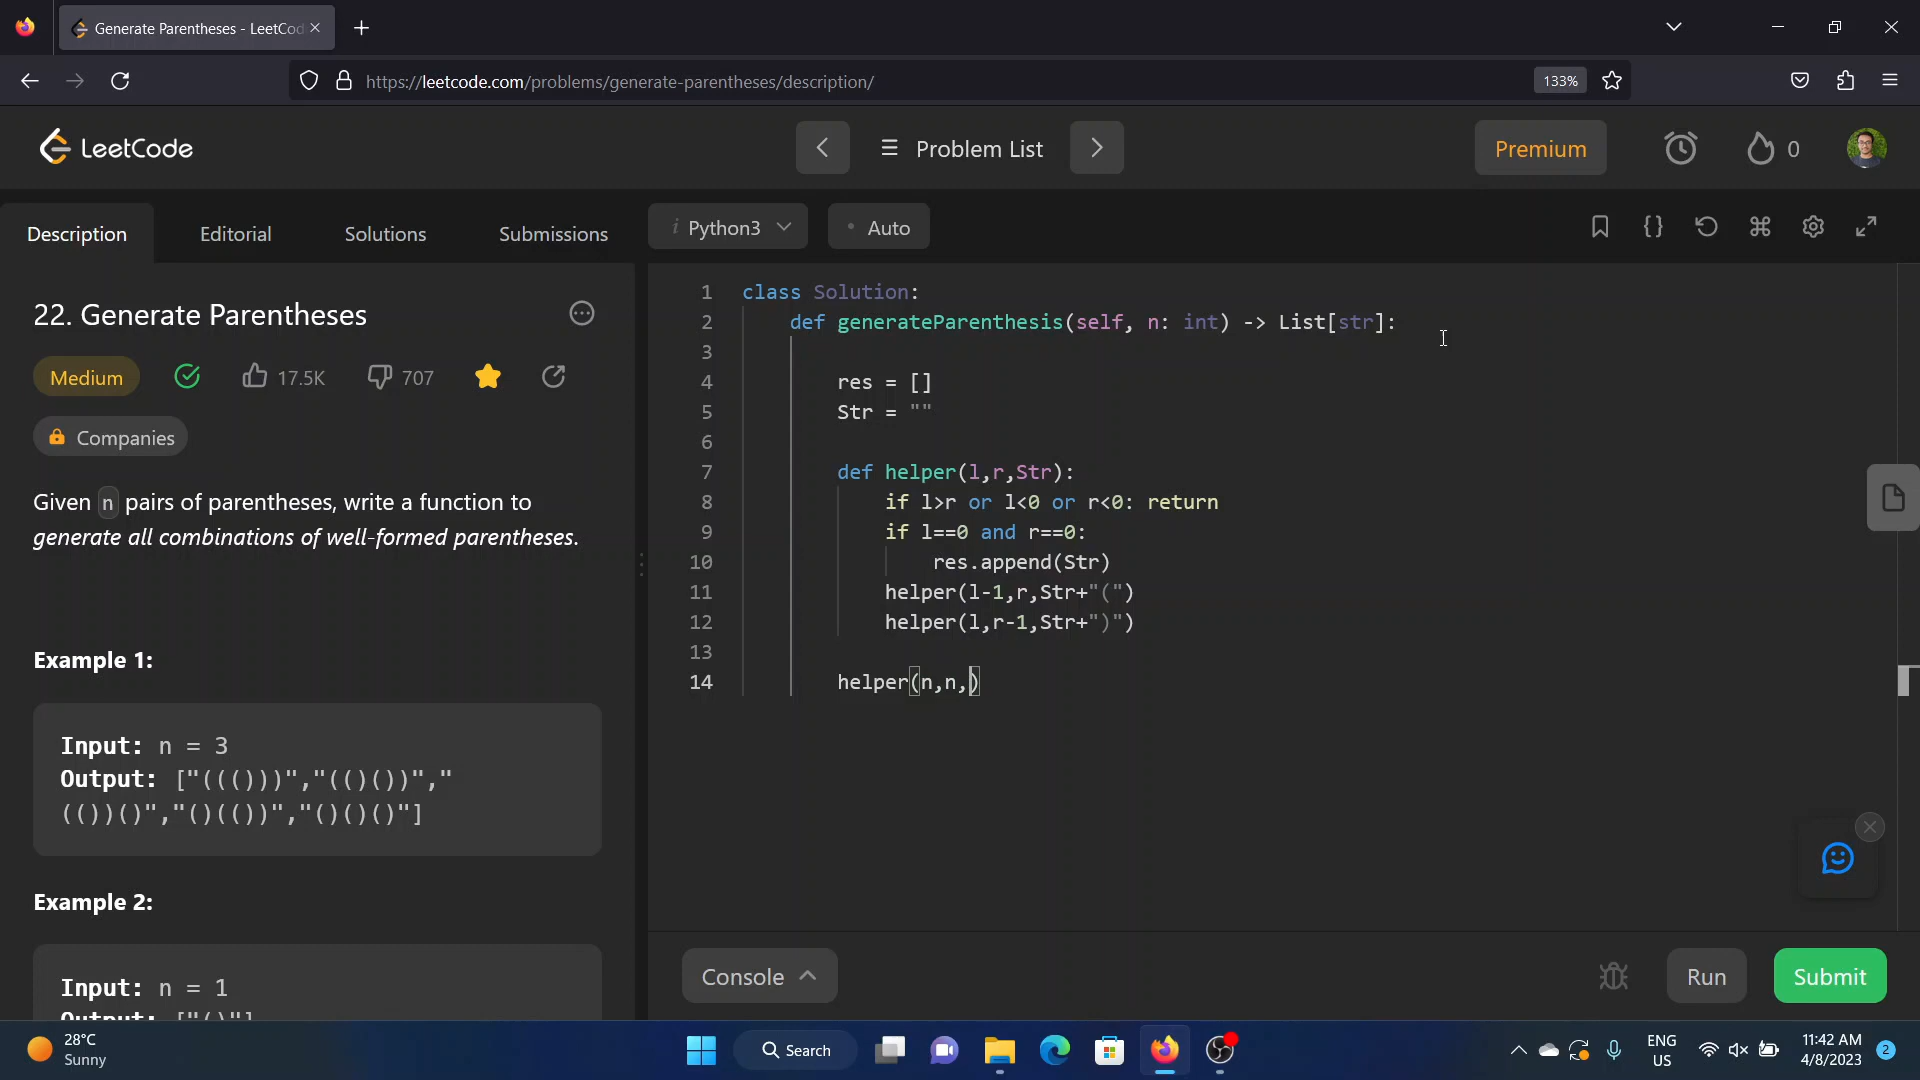 Generate Parentheses - LeetCod
https://leetcode.com/problems/generate-parentheses/description/
133%
LeetCode
Problem List
Premium
0
Description
Editorial
Solutions
Submissions
i Python3
Auto
22. Generate Parentheses
Medium
17.5K
707
Companies
Given n pairs of parentheses, write a function to
generate all combinations of well-formed parentheses.
Example 1:
Input: n = 3
Output: ["((()))","(()())","
(())()","()(())","()()()"]
Example 2:
Input: n = 1
Output: ["()"]
1 class Solution:
2 def generateParenthesis(self, n: int) -> List[str]:
3
4 res = []
5 Str = ""
6
7 def helper(l,r,Str):
8 if l>r or l<0 or r<0: return
9 if l==0 and r==0:
10 res.append(Str)
11 helper(l-1,r,Str+"(")
12 helper(l,r-1,Str+")")
13
14 helper(n,n,)
Console
Run
Submit
28°C
Sunny
Search
ENG
US
11:42 AM
4/8/2023
2